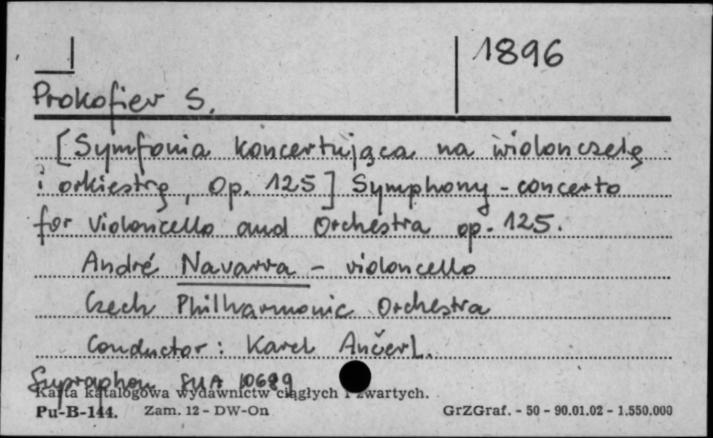 1896
Prokofiev S.
[Symfonia koncertująca na wiolonczelę
i orkiestrę, Op. 125] Symphony - concerto
for violoncello and Orchestra op. 125.
André Navarra - violoncello
Czech Philharmonic Orchestra
Conductor: Karel Ančerl.
Supraphon SUA 10699
Karta katalogowa wydawnictw ciągłych i zwartych.
Pu-B-144. Zam. 12 - DW-On GrZGraf. - 50 - 90.01.02 - 1.550.000